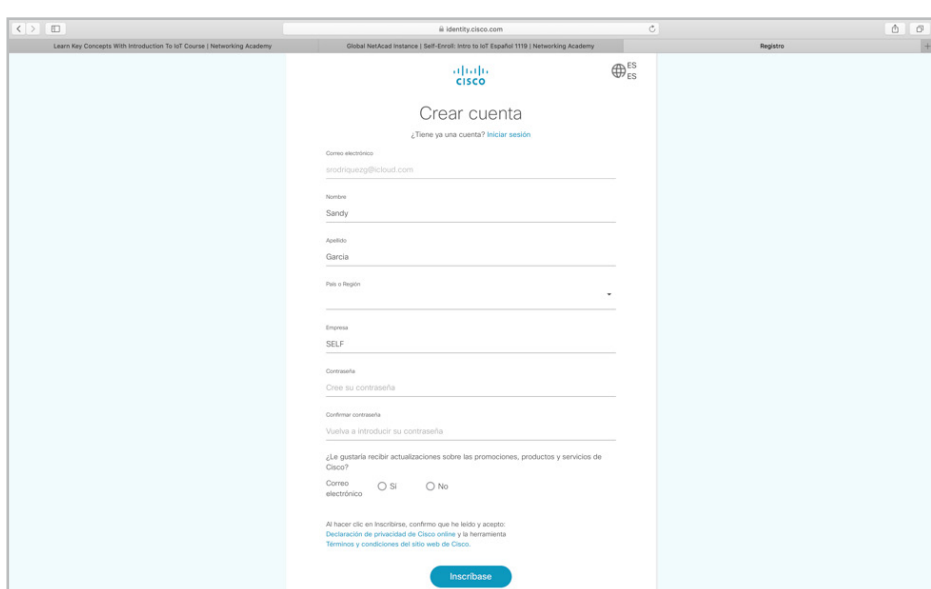 identity.cisco.com
Learn Key Concepts With Introduction To IoT Course | Networking Academy
Global NetAcad Instance | Self-Enroll: Intro to IoT Español 1119 | Networking Academy
Registro
CISCO
ES
ES
Crear cuenta
¿Tiene ya una cuenta? Iniciar sesión
Correo electrónico
srodriquezg@icloud.com
Nombre
Sandy
Apellido
Garcia
País o Región
Empresa
SELF
Contraseña
Cree su contraseña
Confirmar contraseña
Vuelva a introducir su contraseña
¿Le gustaría recibir actualizaciones sobre las promociones, productos y servicios de
Cisco?
Correo
electrónico
Sí
No
Al hacer clic en Inscribirse, confirmo que he leído y acepto:
Declaración de privacidad de Cisco online y la herramienta
Términos y condiciones del sitio web de Cisco.
Inscríbase